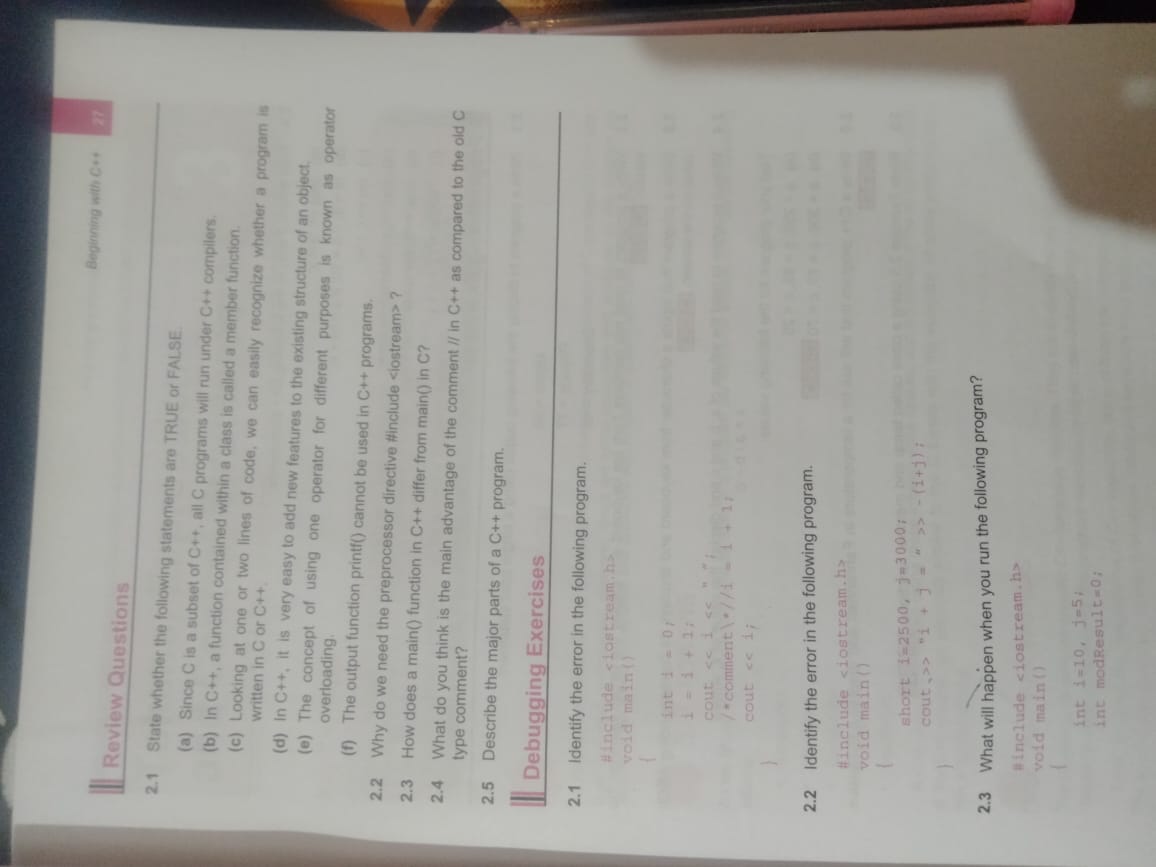 Beginning with C++ 27
Review Questions
2.1 State whether the following statements are TRUE or FALSE.
(a) Since C is a subset of C++, all C programs will run under C++ compilers.
(b) In C++, a function contained within a class is called a member function.
(c) Looking at one or two lines of code, we can easily recognize whether a program is
written in C or C++.
(d) In C++, it is very easy to add new features to the existing structure of an object.
(e) The concept of using one operator for different purposes is known as operator
overloading.
(f) The output function printf() cannot be used in C++ programs.
2.2 Why do we need the preprocessor directive #include <iostream> ?
2.3 How does a main() function in C++ differ from main() in C?
2.4 What do you think is the main advantage of the comment // in C++ as compared to the old C
type comment?
2.5 Describe the major parts of a C++ program.
Debugging Exercises
2.1 Identify the error in the following program.
#include <iostream.h>
void main()
{
int i = 0;
i = i + 1;
cout << i << " ";
/*comment\*//i = i + 1;
cout << i;
}
2.2 Identify the error in the following program.
#include <iostream.h>
void main()
{
short i=2500, j=3000;
cout >> "i + j = " >> -(i+j);
}
2.3 What will happen when you run the following program?
#include <iostream.h>
void main()
{
int i=10, j=5;
int modResult=0;